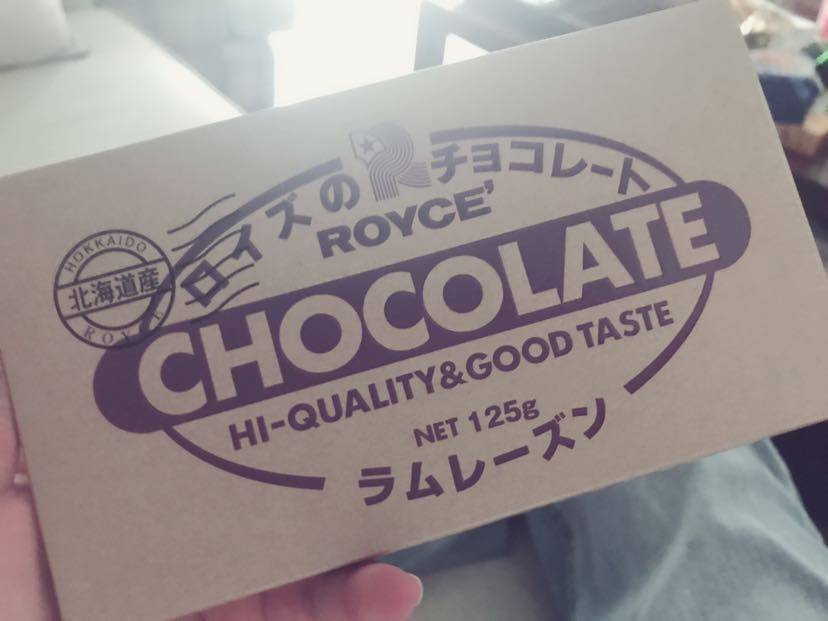 ロイズのチョコレート
ROYCE'
HOKKAIDO
北海道産
ROYCE
CHOCOLATE
HI-QUALITY&GOOD TASTE
NET 125g
ラムレーズン